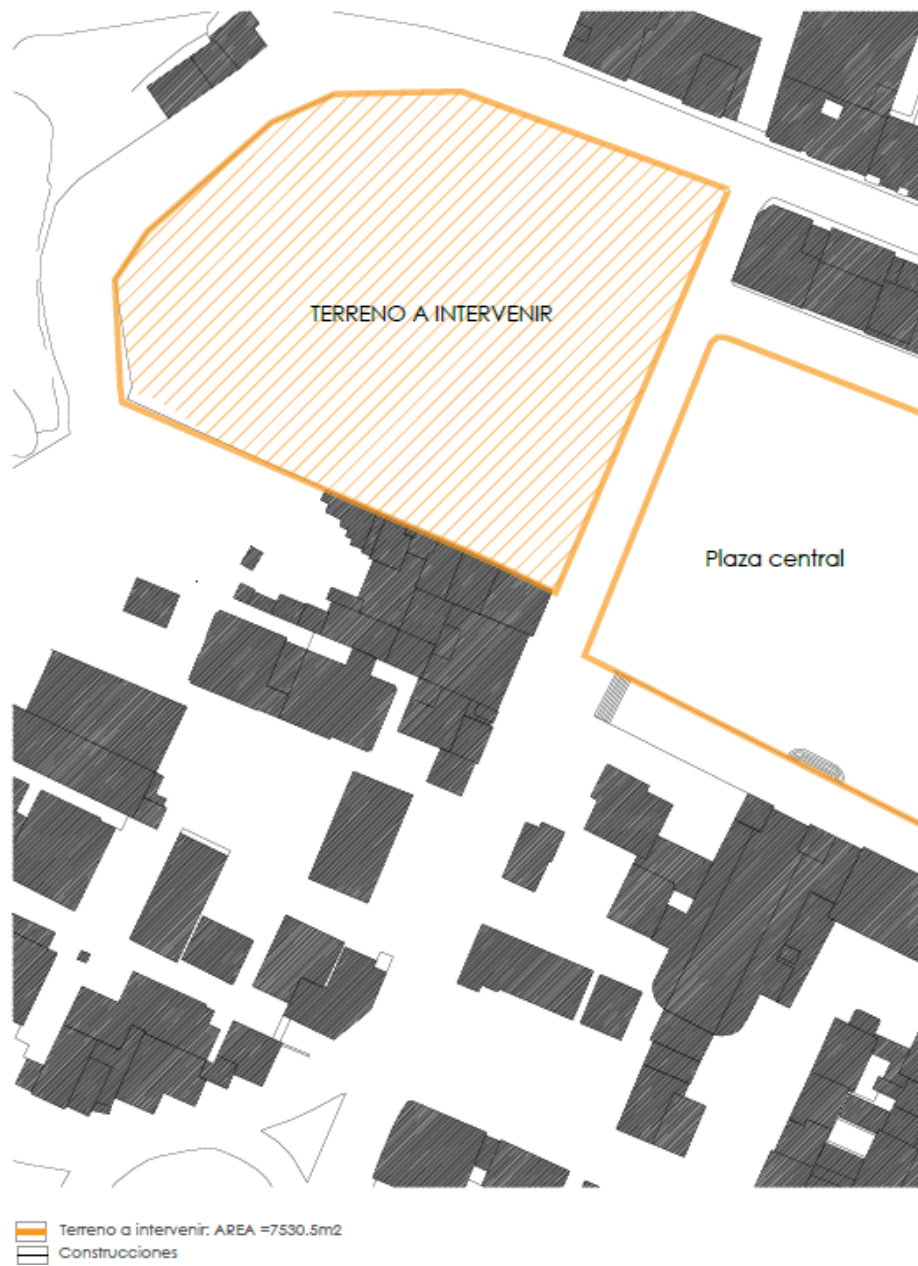 TERRENO A INTERVENIR
Plaza central
Terreno a intervenir: AREA =7530.5m2
Construcciones